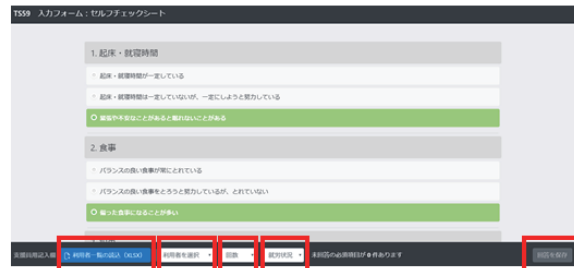 TS59 入力フォーム：セルフチェックシート
1. 起床・就寝時間
起床・就寝時間が一定している
起床・就寝時間は一定していないが、一定にしようと努力している
緊張や不安なことがあると眠れないことがある
2. 食事
バランスの良い食事が常にとれている
バランスの良い食事をとろうと努力しているが、とれていない
偏った食事になることが多い
支援員用記入欄 利用者一覧の読込（XLSX） 利用者を選択 回数 就労状況 未回答の必須項目が 0 件あります 回答を保存